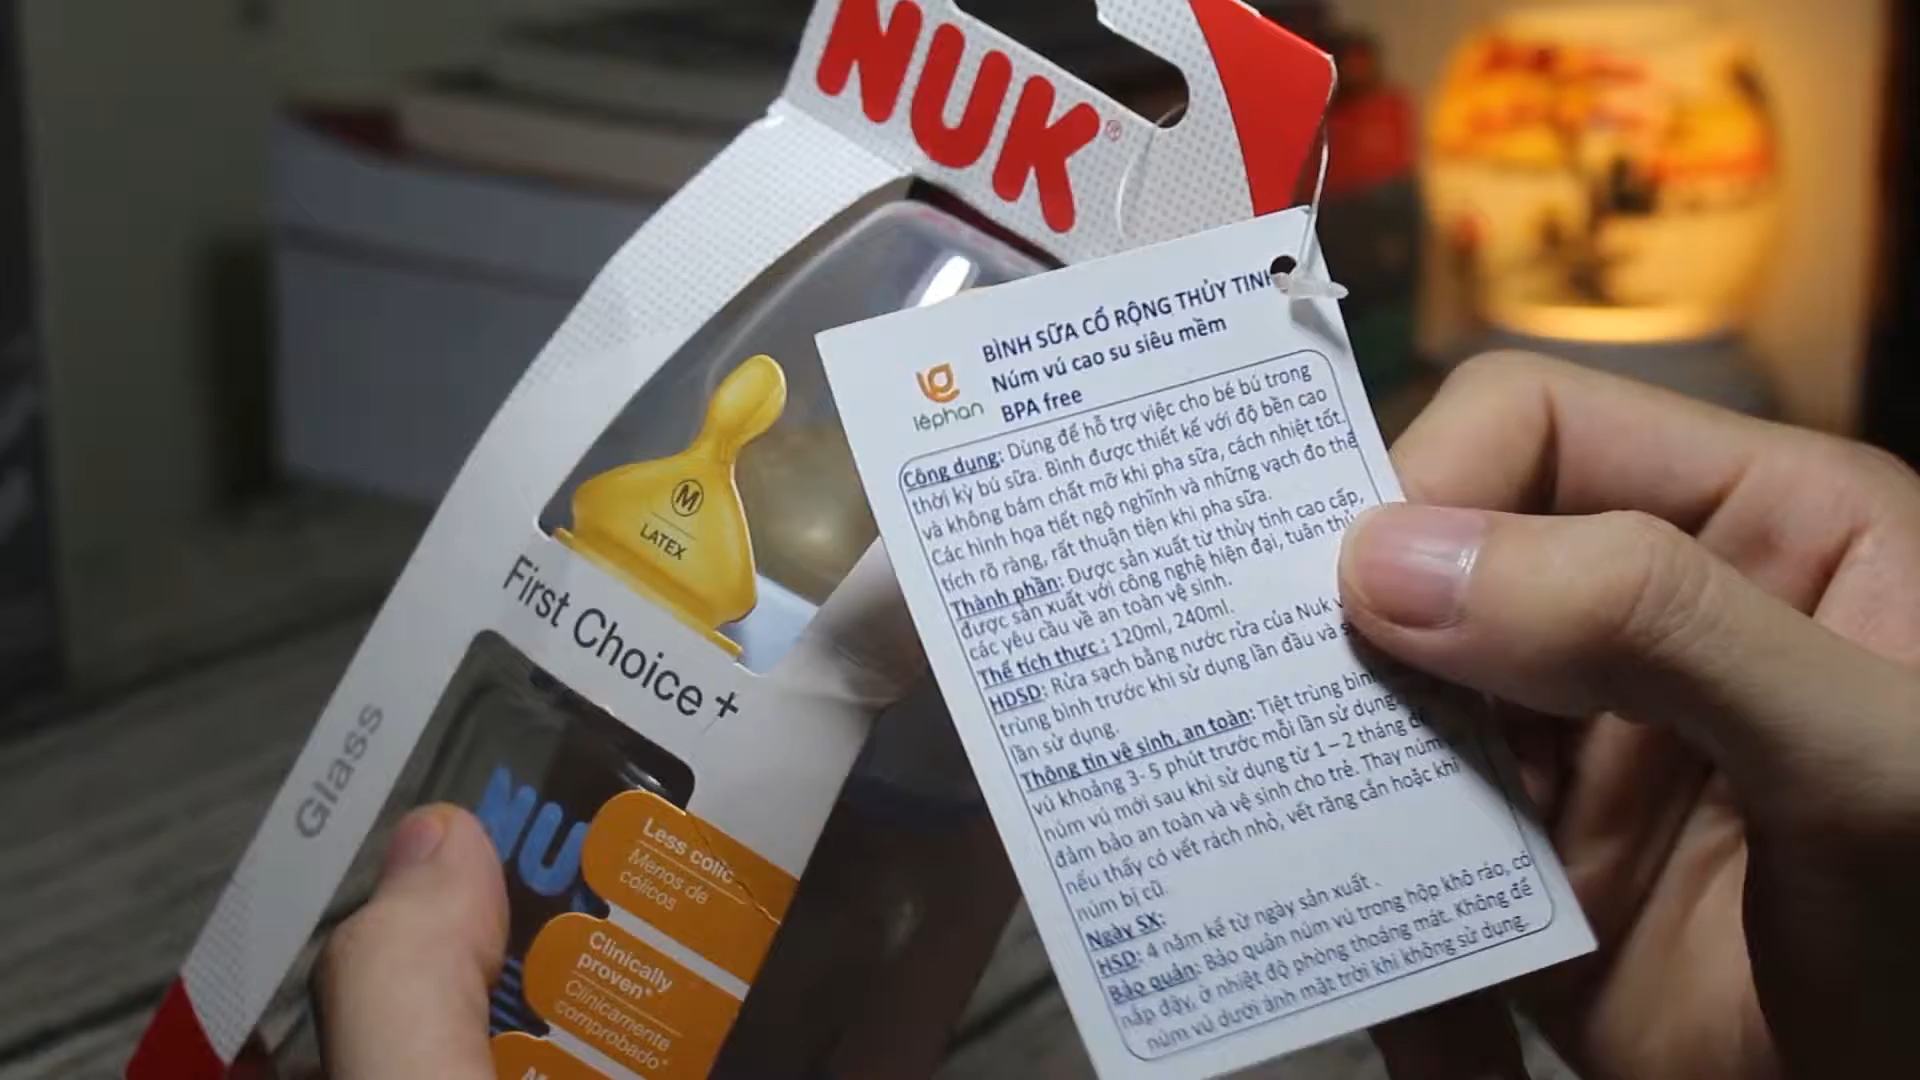 NUK®
M
LATEX
First Choice +
Glass
NU
Less colic
Menos de
cólicos
Clinically
proven*
Clínicamente
comprobado*
lêphan
BÌNH SỮA CỔ RỘNG THỦY TINH
Núm vú cao su siêu mềm
BPA free
Công dụng: Dùng để hỗ trợ việc cho bé bú trong
thời kỳ bú sữa. Bình được thiết kế với độ bền cao
và không bám chất mỡ khi pha sữa, cách nhiệt tốt.
Các hình họa tiết ngộ nghĩnh và những vạch đo thể
tích rõ ràng, rất thuận tiện khi pha sữa.
Thành phần: Được sản xuất từ thủy tinh cao cấp,
được sản xuất với công nghệ hiện đại, tuân thủ
các yêu cầu về an toàn vệ sinh.
Thể tích thực : 120ml, 240ml.
HDSD: Rửa sạch bằng nước rửa của Nuk
trùng bình trước khi sử dụng lần đầu và
lần sử dụng.
Thông tin vệ sinh, an toàn: Tiệt trùng bình
vú khoảng 3- 5 phút trước mỗi lần sử dụng.
núm vú mới sau khi sử dụng từ 1 – 2 tháng
đảm bảo an toàn và vệ sinh cho trẻ. Thay núm
nếu thấy có vết rách nhỏ, vết răng cắn hoặc khi
núm bị cũ.
Ngày SX:
HSD: 4 năm kể từ ngày sản xuất .
Bảo quản: Bảo quản núm vú trong hộp khô ráo, có
nắp đậy, ở nhiệt độ phòng thoáng mát. Không để
núm vú dưới ánh mặt trời khi không sử dụng.